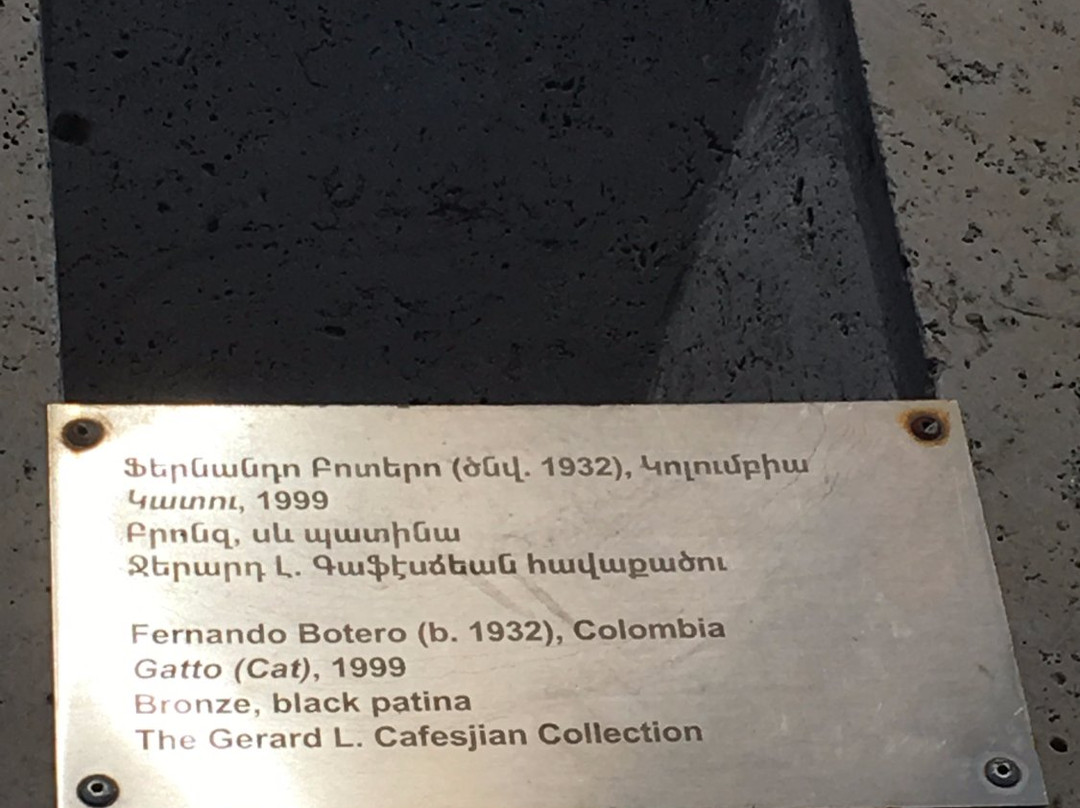 Ֆերնանդո Բոտերո (ծնվ. 1932), Կոլումբիա
Կատու, 1999
Բրոնզ, սև պատինա
Ջերարդ Լ. Գաֆէսճեան հավաքածու
Fernando Botero (b. 1932), Colombia
Gatto (Cat), 1999
Bronze, black patina
The Gerard L. Cafesjian Collection